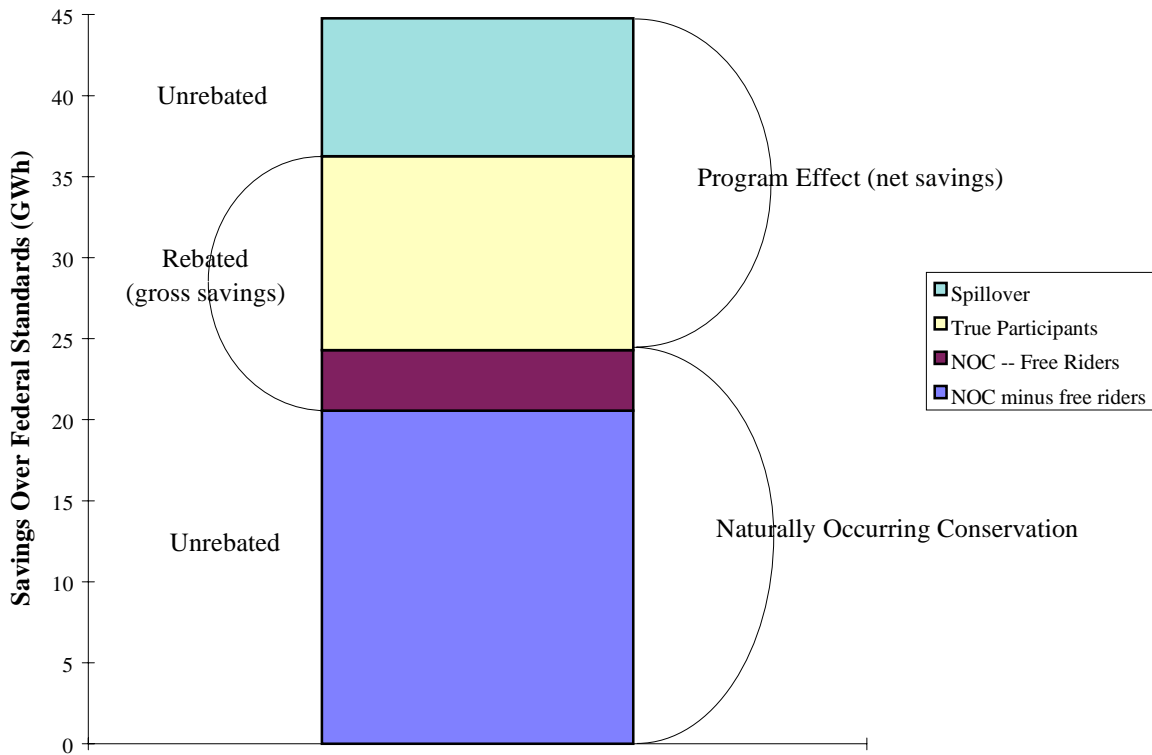 Savings Over Federal Standards (GWh)
45
40
35
30
25
20
15
10
5
0
Unrebated
Rebated
(gross savings)
Unrebated
Program Effect (net savings)
Naturally Occurring Conservation
Spillover
True Participants
NOC -- Free Riders
NOC minus free riders